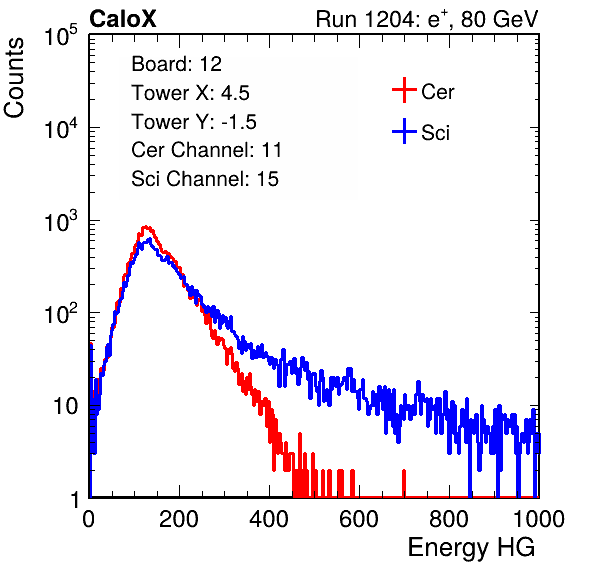 CaloX Run 1204: e⁺, 80 GeV
Board: 12
Tower X: 4.5
Tower Y: -1.5
Cer Channel: 11
Sci Channel: 15
Cer
Sci
Counts
10⁵
10⁴
10³
10²
10
1
0 200 400 600 800 1000
Energy HG